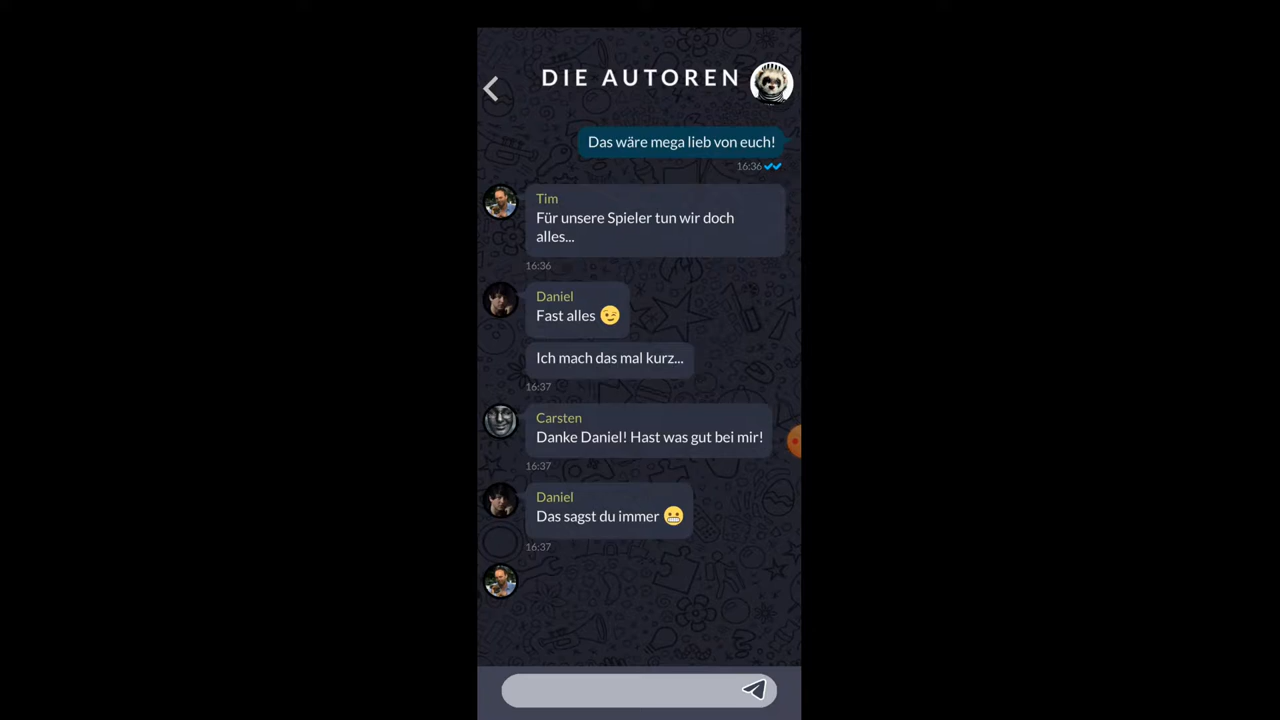 DIE AUTOREN
Das wäre mega lieb von euch!
16:36
Tim
Für unsere Spieler tun wir doch
alles...
16:36
Daniel
Fast alles 😉
Ich mach das mal kurz...
16:37
Carsten
Danke Daniel! Hast was gut bei mir!
16:37
Daniel
Das sagst du immer 😬
16:37